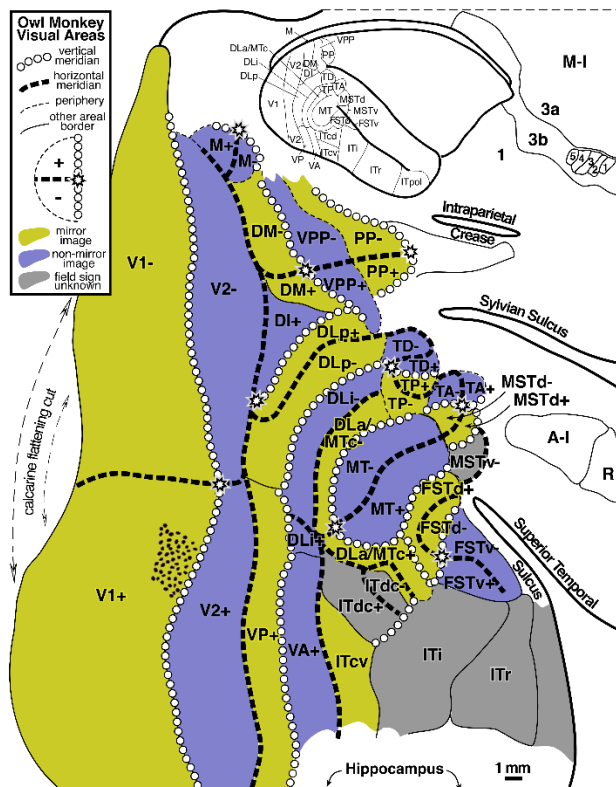 Owl Monkey
Visual Areas
vertical
meridian
horizontal
meridian
periphery
other areal
border
+
-
mirror
image
non-mirror
image
field sign
unknown
M
VPP
PP
DLa/MTc
DLi
DLp
V2
DM
DI
TD
TP
TA
V1
MT
MSTd
MSTv
FSTd
FSTv
V2
ITcd
ITcv
ITi
VP
VA
ITr
ITpol
M-I
3a
3b
1
5
4
3
2
1
Intraparietal
Crease
Sylvian Sulcus
M+
M-
DM-
VPP-
PP-
PP+
V1-
V2-
DM+
VPP+
DI+
DLp+
DLp-
TD-
TD+
DLi-
TP+
TP-
TA-
TA+
MSTd-
MSTd+
DLa/
MTc-
A-I
R
MT-
MSTv-
calcarine flattening cut
FSTd+
MT+
FSTd-
FSTv-
Superior Temporal
Sulcus
DLi+
DLa/MTc+
FSTv+
V1+
ITdc-
ITdc+
V2+
VP+
VA+
ITcv
ITi
ITr
Hippocampus
1 mm